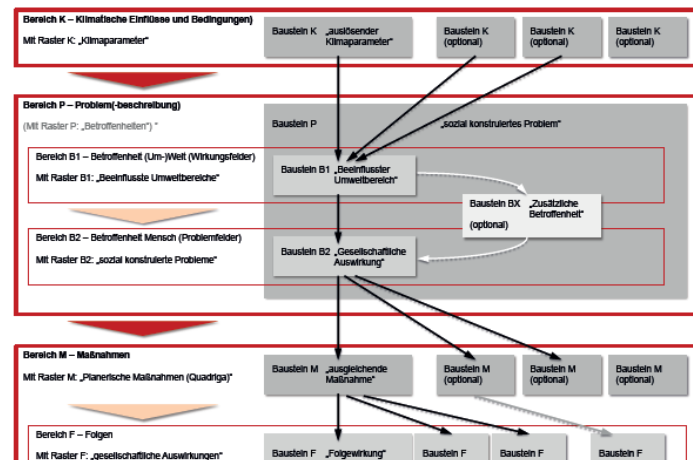 Bereich K – Klimatische Einflüsse und Bedingungen)
Mit Raster K: „Klimaparameter“
Baustein K „auslösender
Klimaparameter“
Baustein K
(optional)
Baustein K
(optional)
Baustein K
(optional)
Bereich P – Problem(-beschreibung)
(Mit Raster P: „Betroffenheiten“) “
Baustein P
„sozial konstruiertes Problem“
Bereich B1 – Betroffenheit (Um-)Welt (Wirkungsfelder)
Mit Raster B1: „Beeinflusste Umweltbereiche“
Baustein B1 „Beeinflusster
Umweltbereich“
Baustein BX „Zusätzliche
Betroffenheit“
(optional)
Bereich B2 – Betroffenheit Mensch (Problemfelder)
Mit Raster B2: „sozial konstruierte Probleme“
Baustein B2 „Gesellschaftliche
Auswirkung“
Bereich M – Maßnahmen
Mit Raster M: „Planerische Maßnahmen (Quadriga)“
Baustein M „ausgleichende
Maßnahme“
Baustein M
(optional)
Baustein M
(optional)
Baustein M
(optional)
Bereich F – Folgen
Mit Raster F: „gesellschaftliche Auswirkungen“
Baustein F „Folgewirkung“
Baustein F
Baustein F
Baustein F